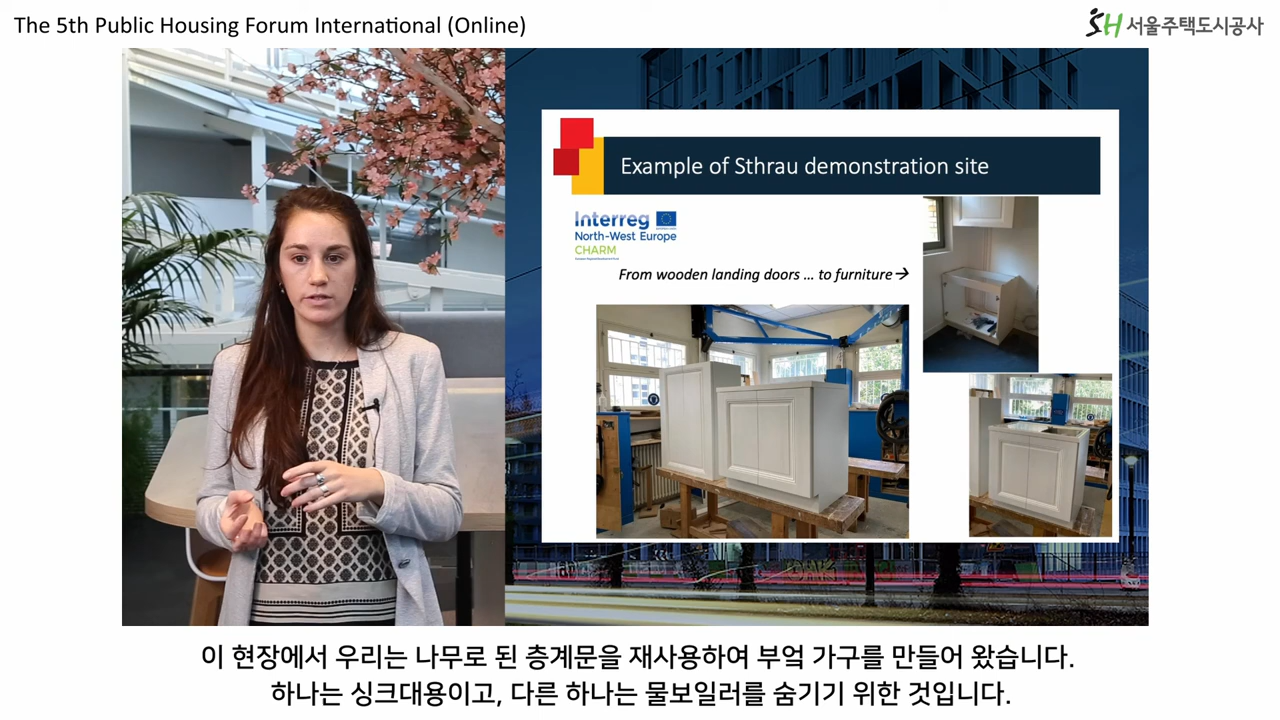 The 5th Public Housing Forum International (Online)
SH 서울주택도시공사
Example of Sthrau demonstration site
Interreg
North-West Europe
CHARM
From wooden landing doors ... to furniture→
이 현장에서 우리는 나무로 된 층계문을 재사용하여 부엌 가구를 만들어 왔습니다.
하나는 싱크대용이고, 다른 하나는 물보일러를 숨기기 위한 것입니다.